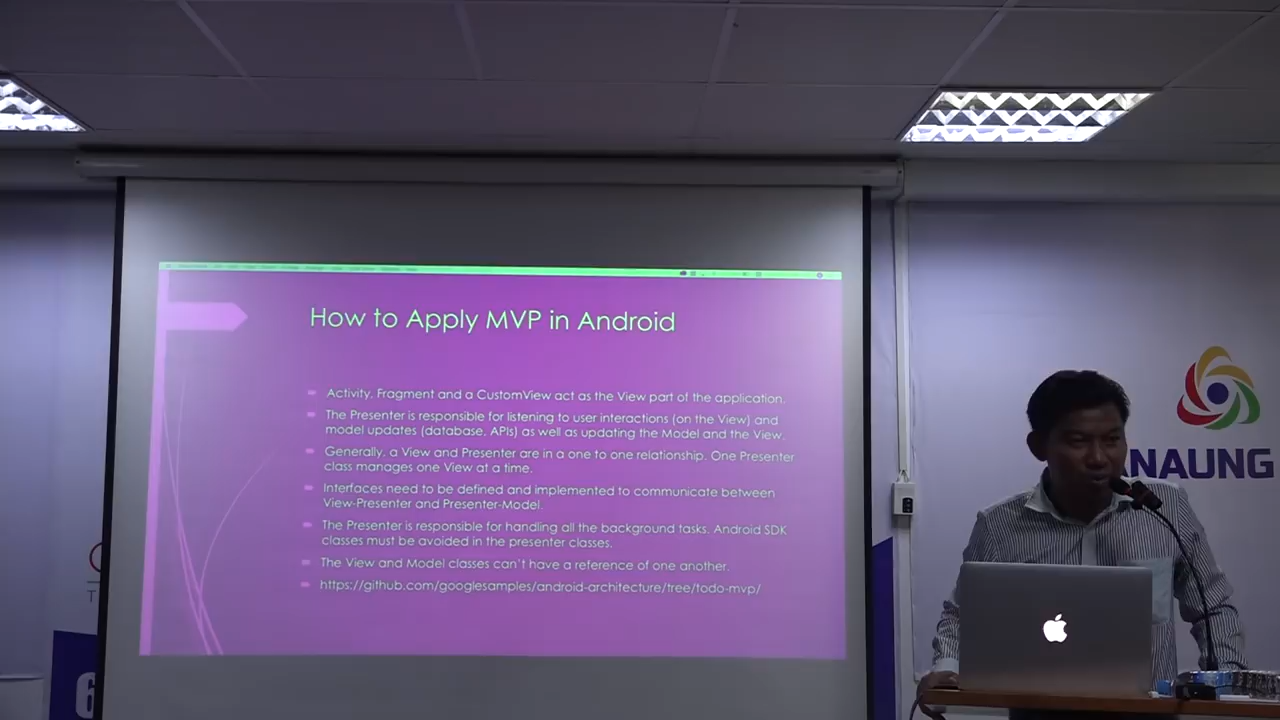 How to Apply MVP in Android
Activity, Fragment and a CustomView act as the View part of the application.
The Presenter is responsible for listening to user interactions (on the View) and
model updates (database, APIs) as well as updating the Model and the View.
Generally, a View and Presenter are in a one to one relationship. One Presenter
class manages one View at a time.
Interfaces need to be defined and implemented to communicate between
View-Presenter and Presenter-Model.
The Presenter is responsible for handling all the background tasks. Android SDK
classes must be avoided in the presenter classes.
The View and Model classes can't have a reference of one another.
https://github.com/googlesamples/android-architecture/tree/todo-mvp/
ANAUNG
6